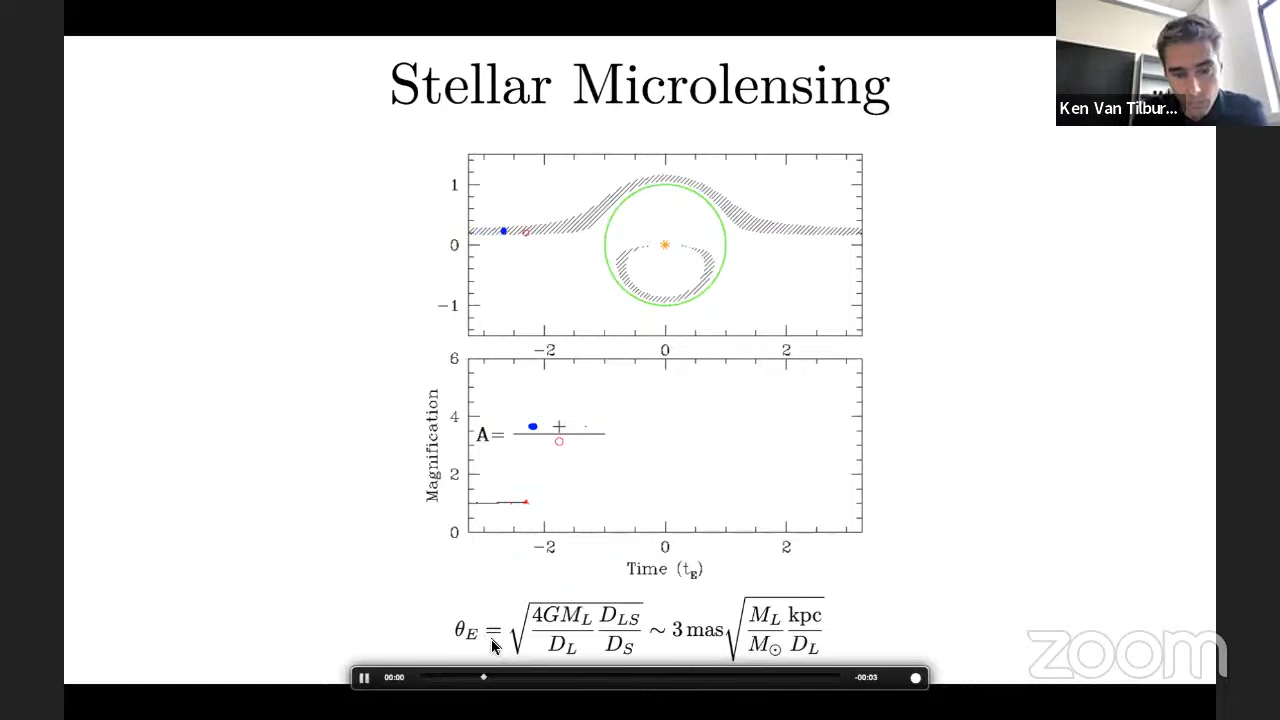 Stellar Microlensing
Ken Van Tilbur...
1
0
−1
−2 0 2
6
4
2
0
Magnification
A= +
−2 0 2
Time (t_E)
θ_E = √(4GM_L/D_L D_LS/D_S) ∼ 3 mas √(M_L/M_⊙ kpc/D_L)
zoom
00:00
-00:03